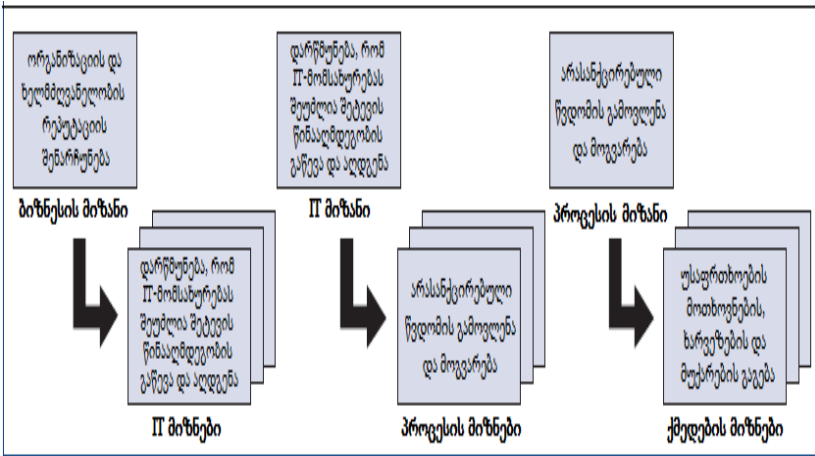 ორგანიზაციის და
ხელმძღვანელობის
რეპუტაციის
შენარჩუნება
ბიზნესის მიზანი
დარწმუნება, რომ
IT-მომსახურებას
შეუძლია შეტევის
წინააღმდეგობის
გაწევა და აღდგენა
IT მიზანი
არასანქცირებული
წვდომის გამოვლენა
და მოგვარება
პროცესის მიზანი
დარწმუნება, რომ
IT-მომსახურებას
შეუძლია შეტევის
წინააღმდეგობის
გაწევა და აღდგენა
IT მიზნები
არასანქცირებული
წვდომის გამოვლენა
და მოგვარება
პროცესის მიზნები
უსაფრთხოების
მოთხოვნების,
ხარვეზების და
მუქარების გაგება
ქმედების მიზნები